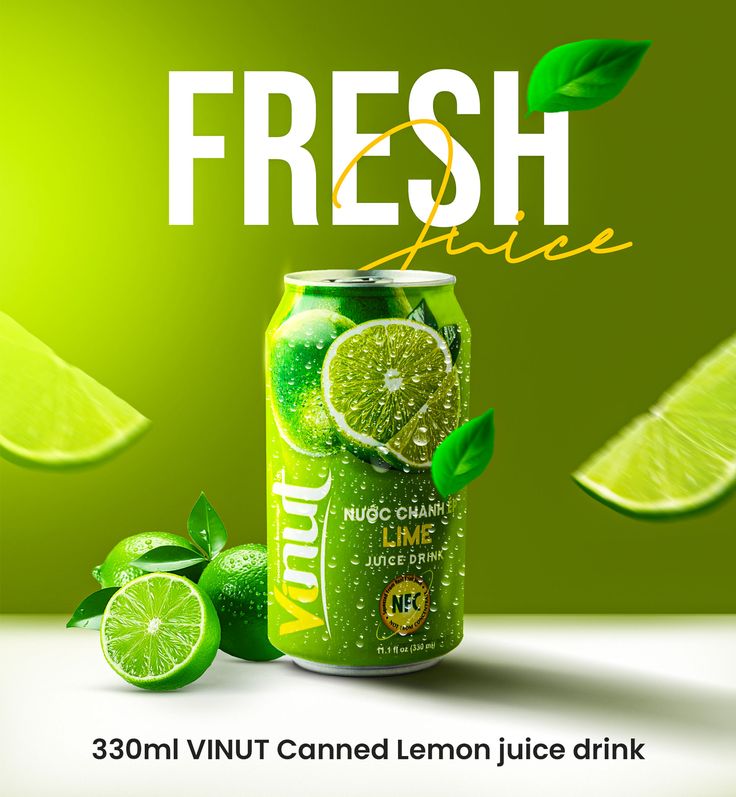 FRESH
Juice
Vinut
NƯỚC CHANH
LIME
JUICE DRINK
NFC
11.1 fl oz (330 ml)
330ml VINUT Canned Lemon juice drink